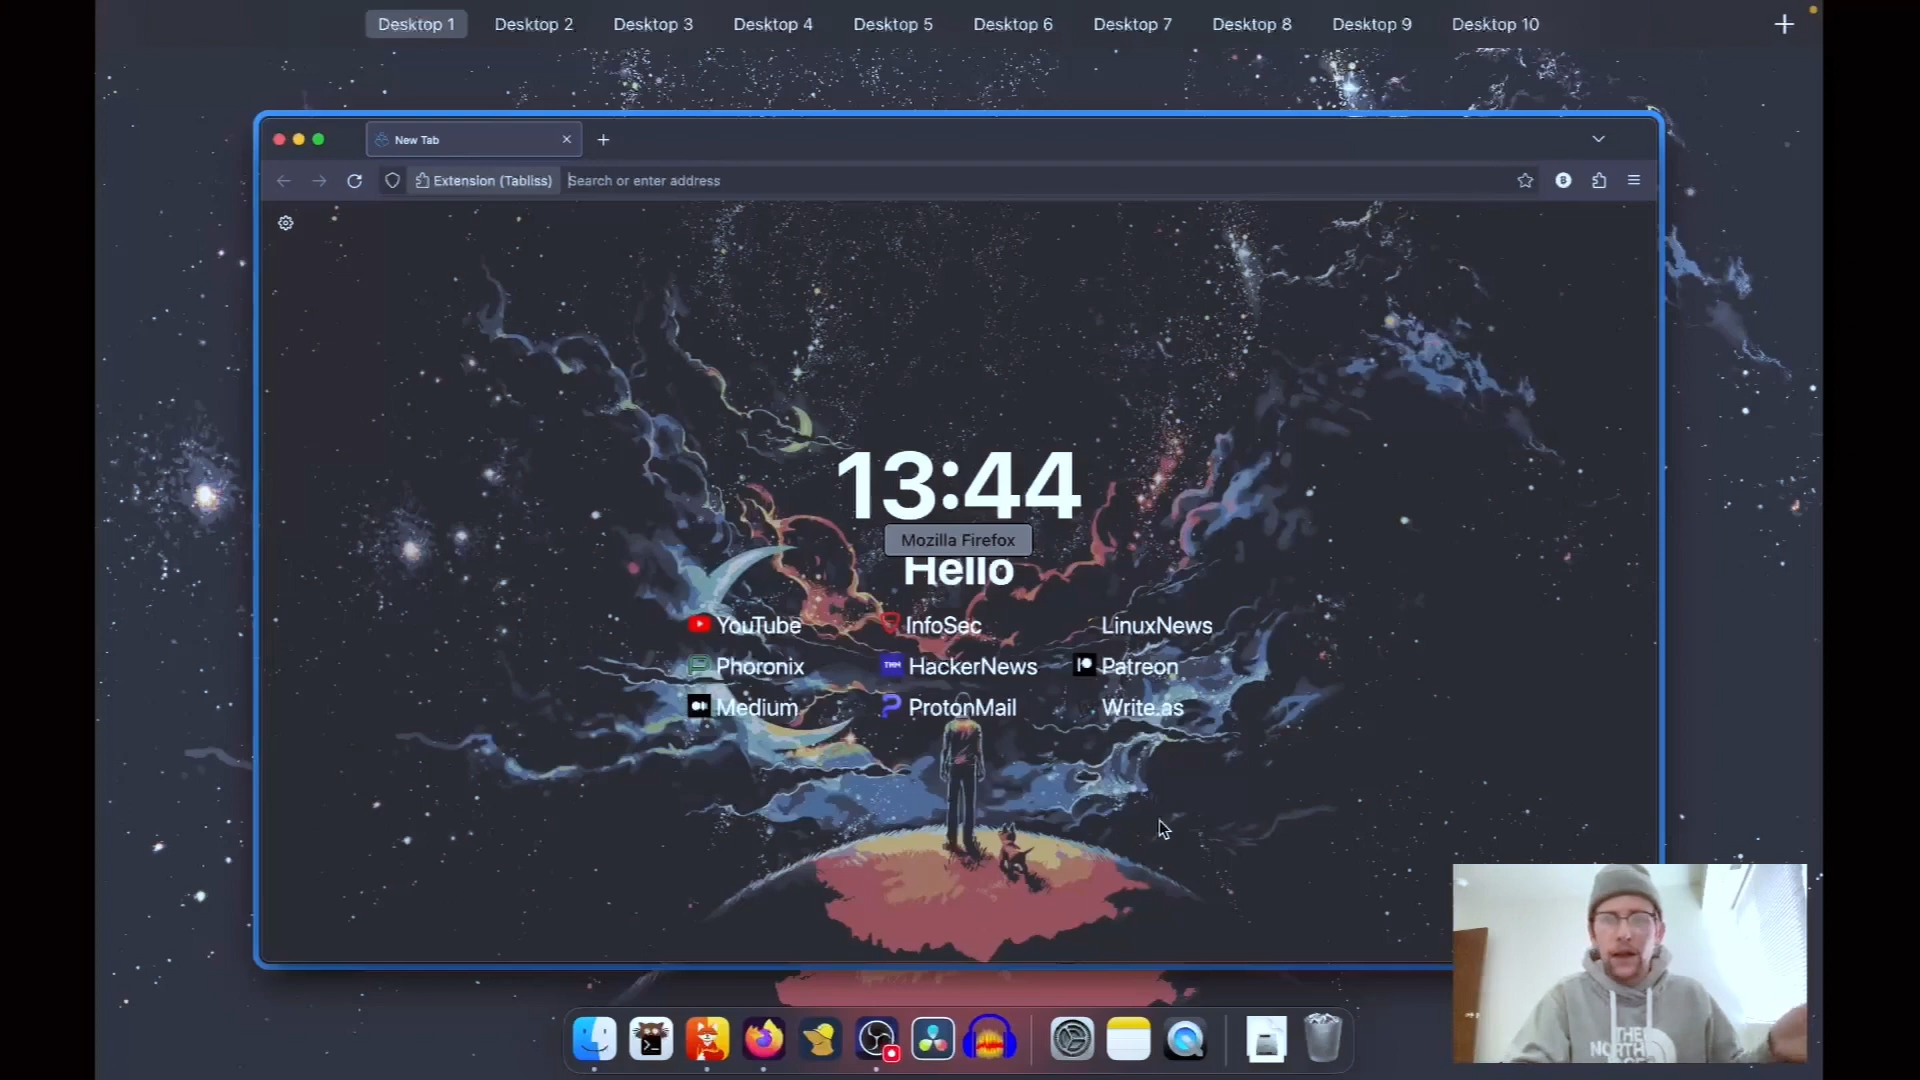 Desktop 1 Desktop 2 Desktop 3 Desktop 4 Desktop 5 Desktop 6 Desktop 7 Desktop 8 Desktop 9 Desktop 10
New Tab
Extension (Tabliss) Search or enter address
13:44
Mozilla Firefox
Hello
YouTube InfoSec LinuxNews
Phoronix HackerNews Patreon
Medium ProtonMail Write.as
THE
NORTH